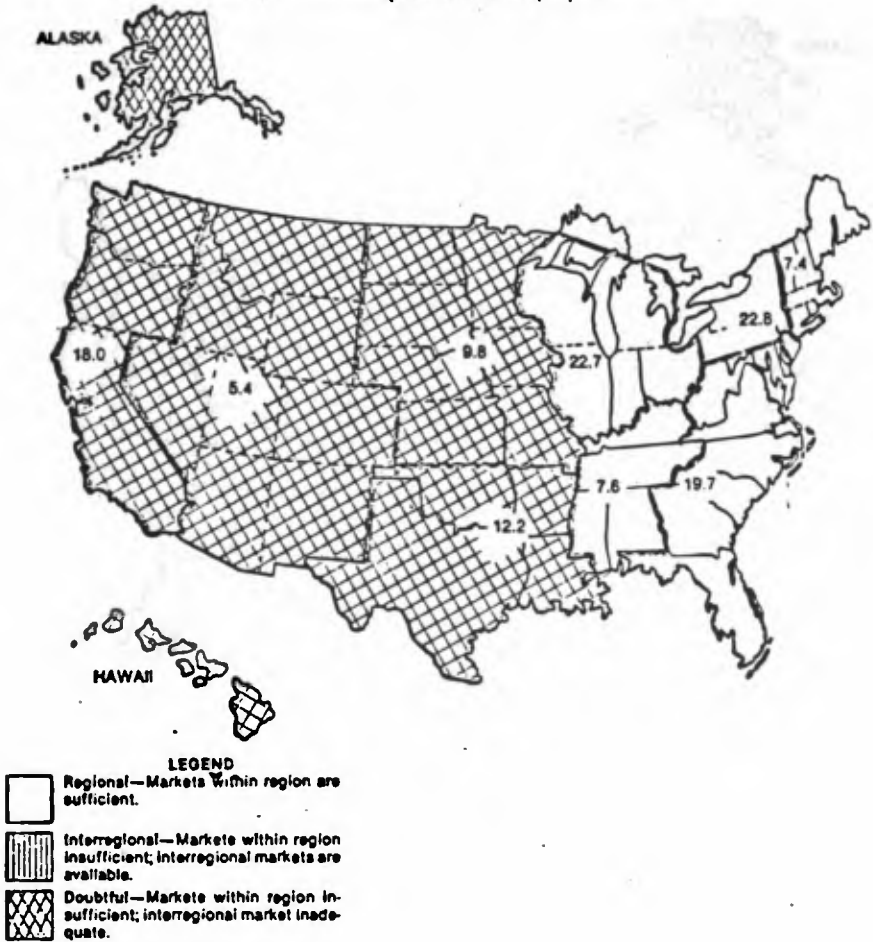 ALASKA
7.4
22.8
18.0
9.8
22.7
5.4
7.6
19.7
12.2
HAWAII
LEGEND
Regional—Markets within region are
sufficient.
Interregional—Markete within region
insufficient; interregional markets are
available.
Doubtful—Markete within region in-
sufficient; interregional market inade-
quate.